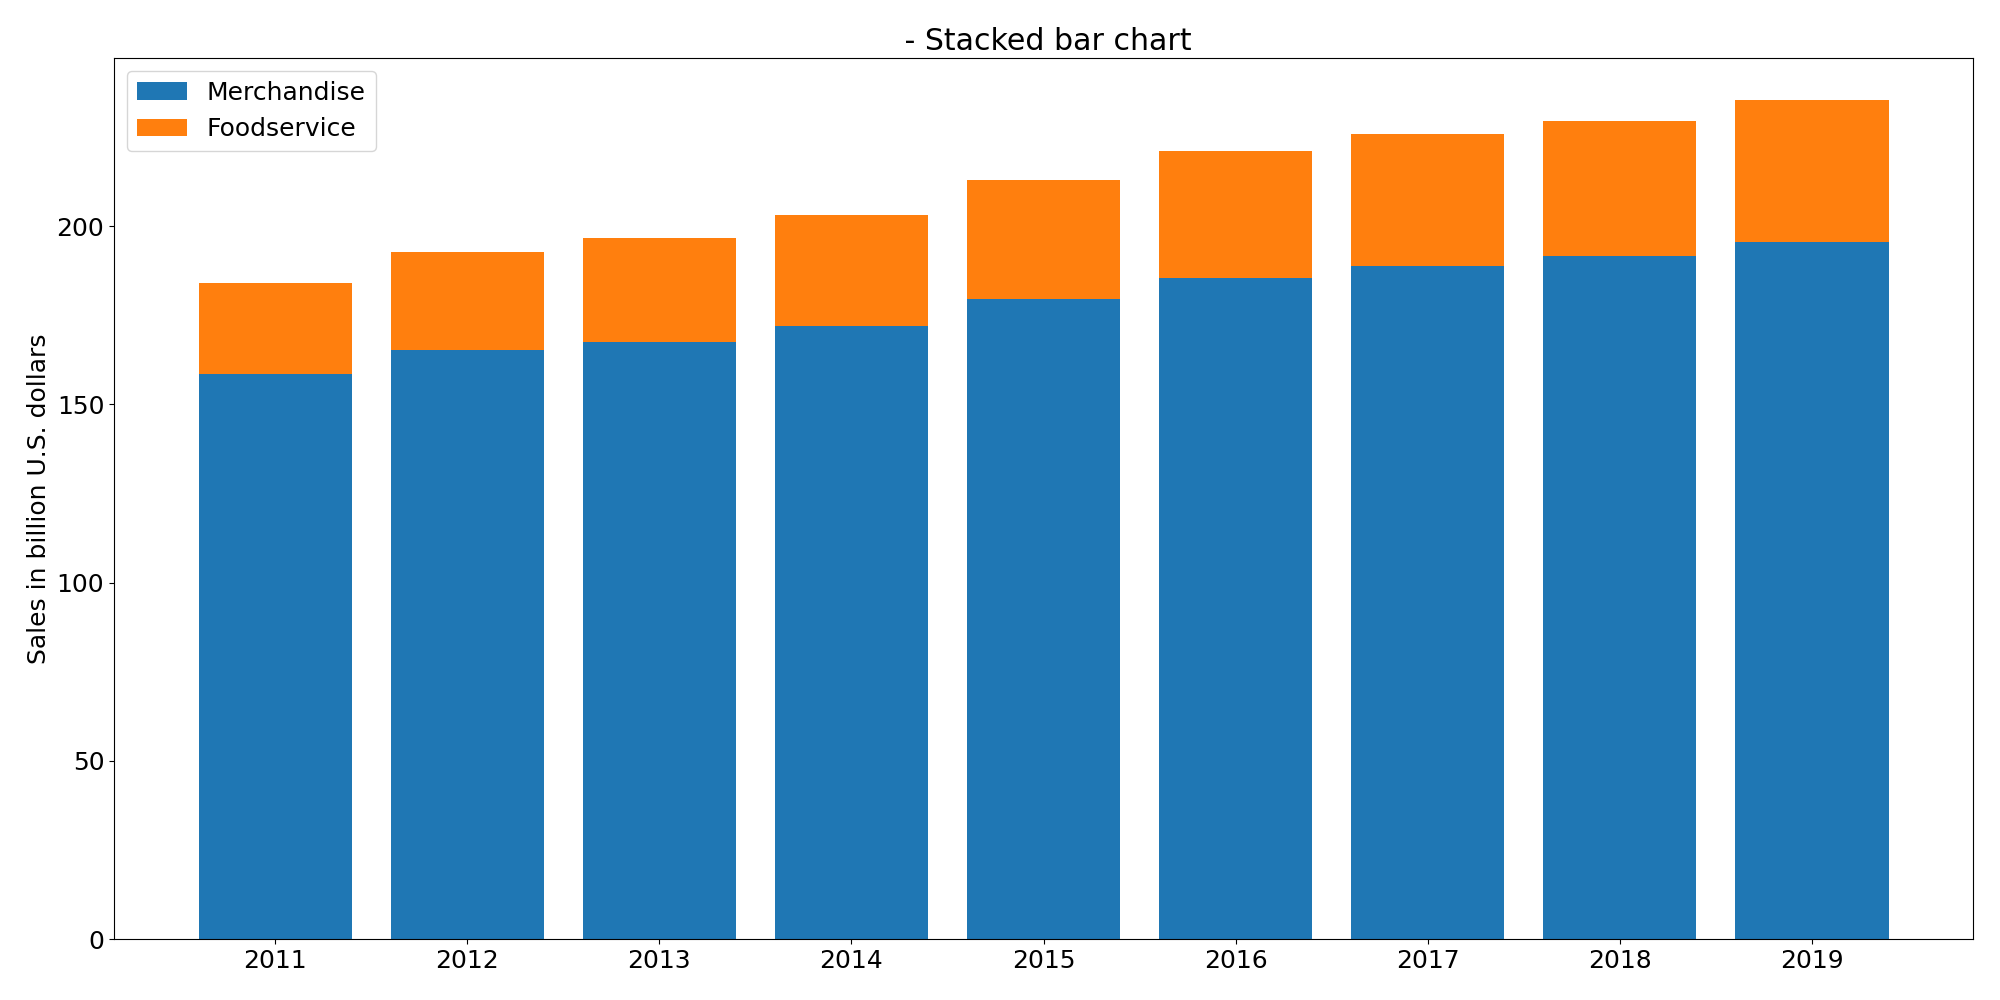 - Stacked bar chart
Merchandise
Foodservice
Sales in billion U.S. dollars
200
150
100
50
0
2011 2012 2013 2014 2015 2016 2017 2018 2019